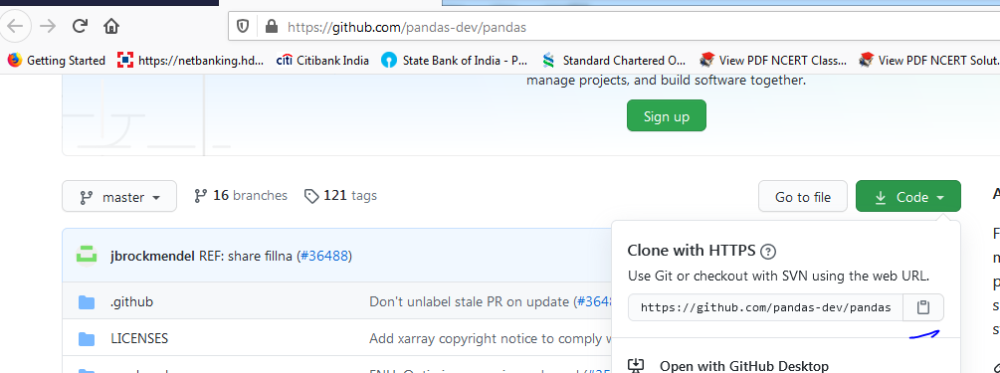 https://github.com/pandas-dev/pandas
Getting Started https://netbanking.hd... citi Citibank India State Bank of India - P... Standard Chartered O... View PDF NCERT Class... View PDF NCERT Solut.
manage projects, and build software together.
Sign up
master 16 branches 121 tags Go to file Code
jbrockmendel REF: share fillna (#36488)
Clone with HTTPS ?
Use Git or checkout with SVN using the web URL.
.github Don't unlabel stale PR on update (#364
https://github.com/pandas-dev/pandas
LICENSES Add xarray copyright notice to comply w
Open with GitHub Desktop